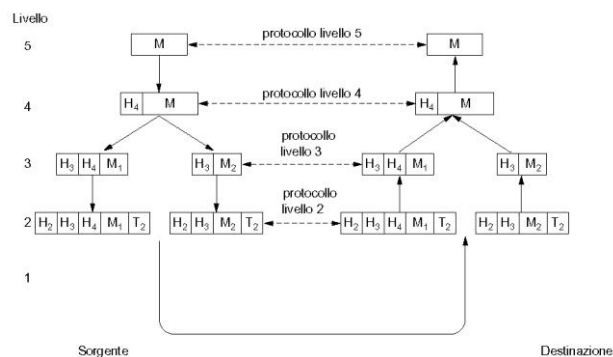 Livello
5 M protocollo livello 5 M
4 H4 M protocollo livello 4 H4 M
protocollo
livello 3
3 H3 H4 M1 H3 M2 H3 H4 M1 H3 M2
protocollo
livello 2
2 H2 H3 H4 M1 T2 H2 H3 M2 T2 H2 H3 H4 M1 T2 H2 H3 M2 T2
1
Sorgente Destinazione